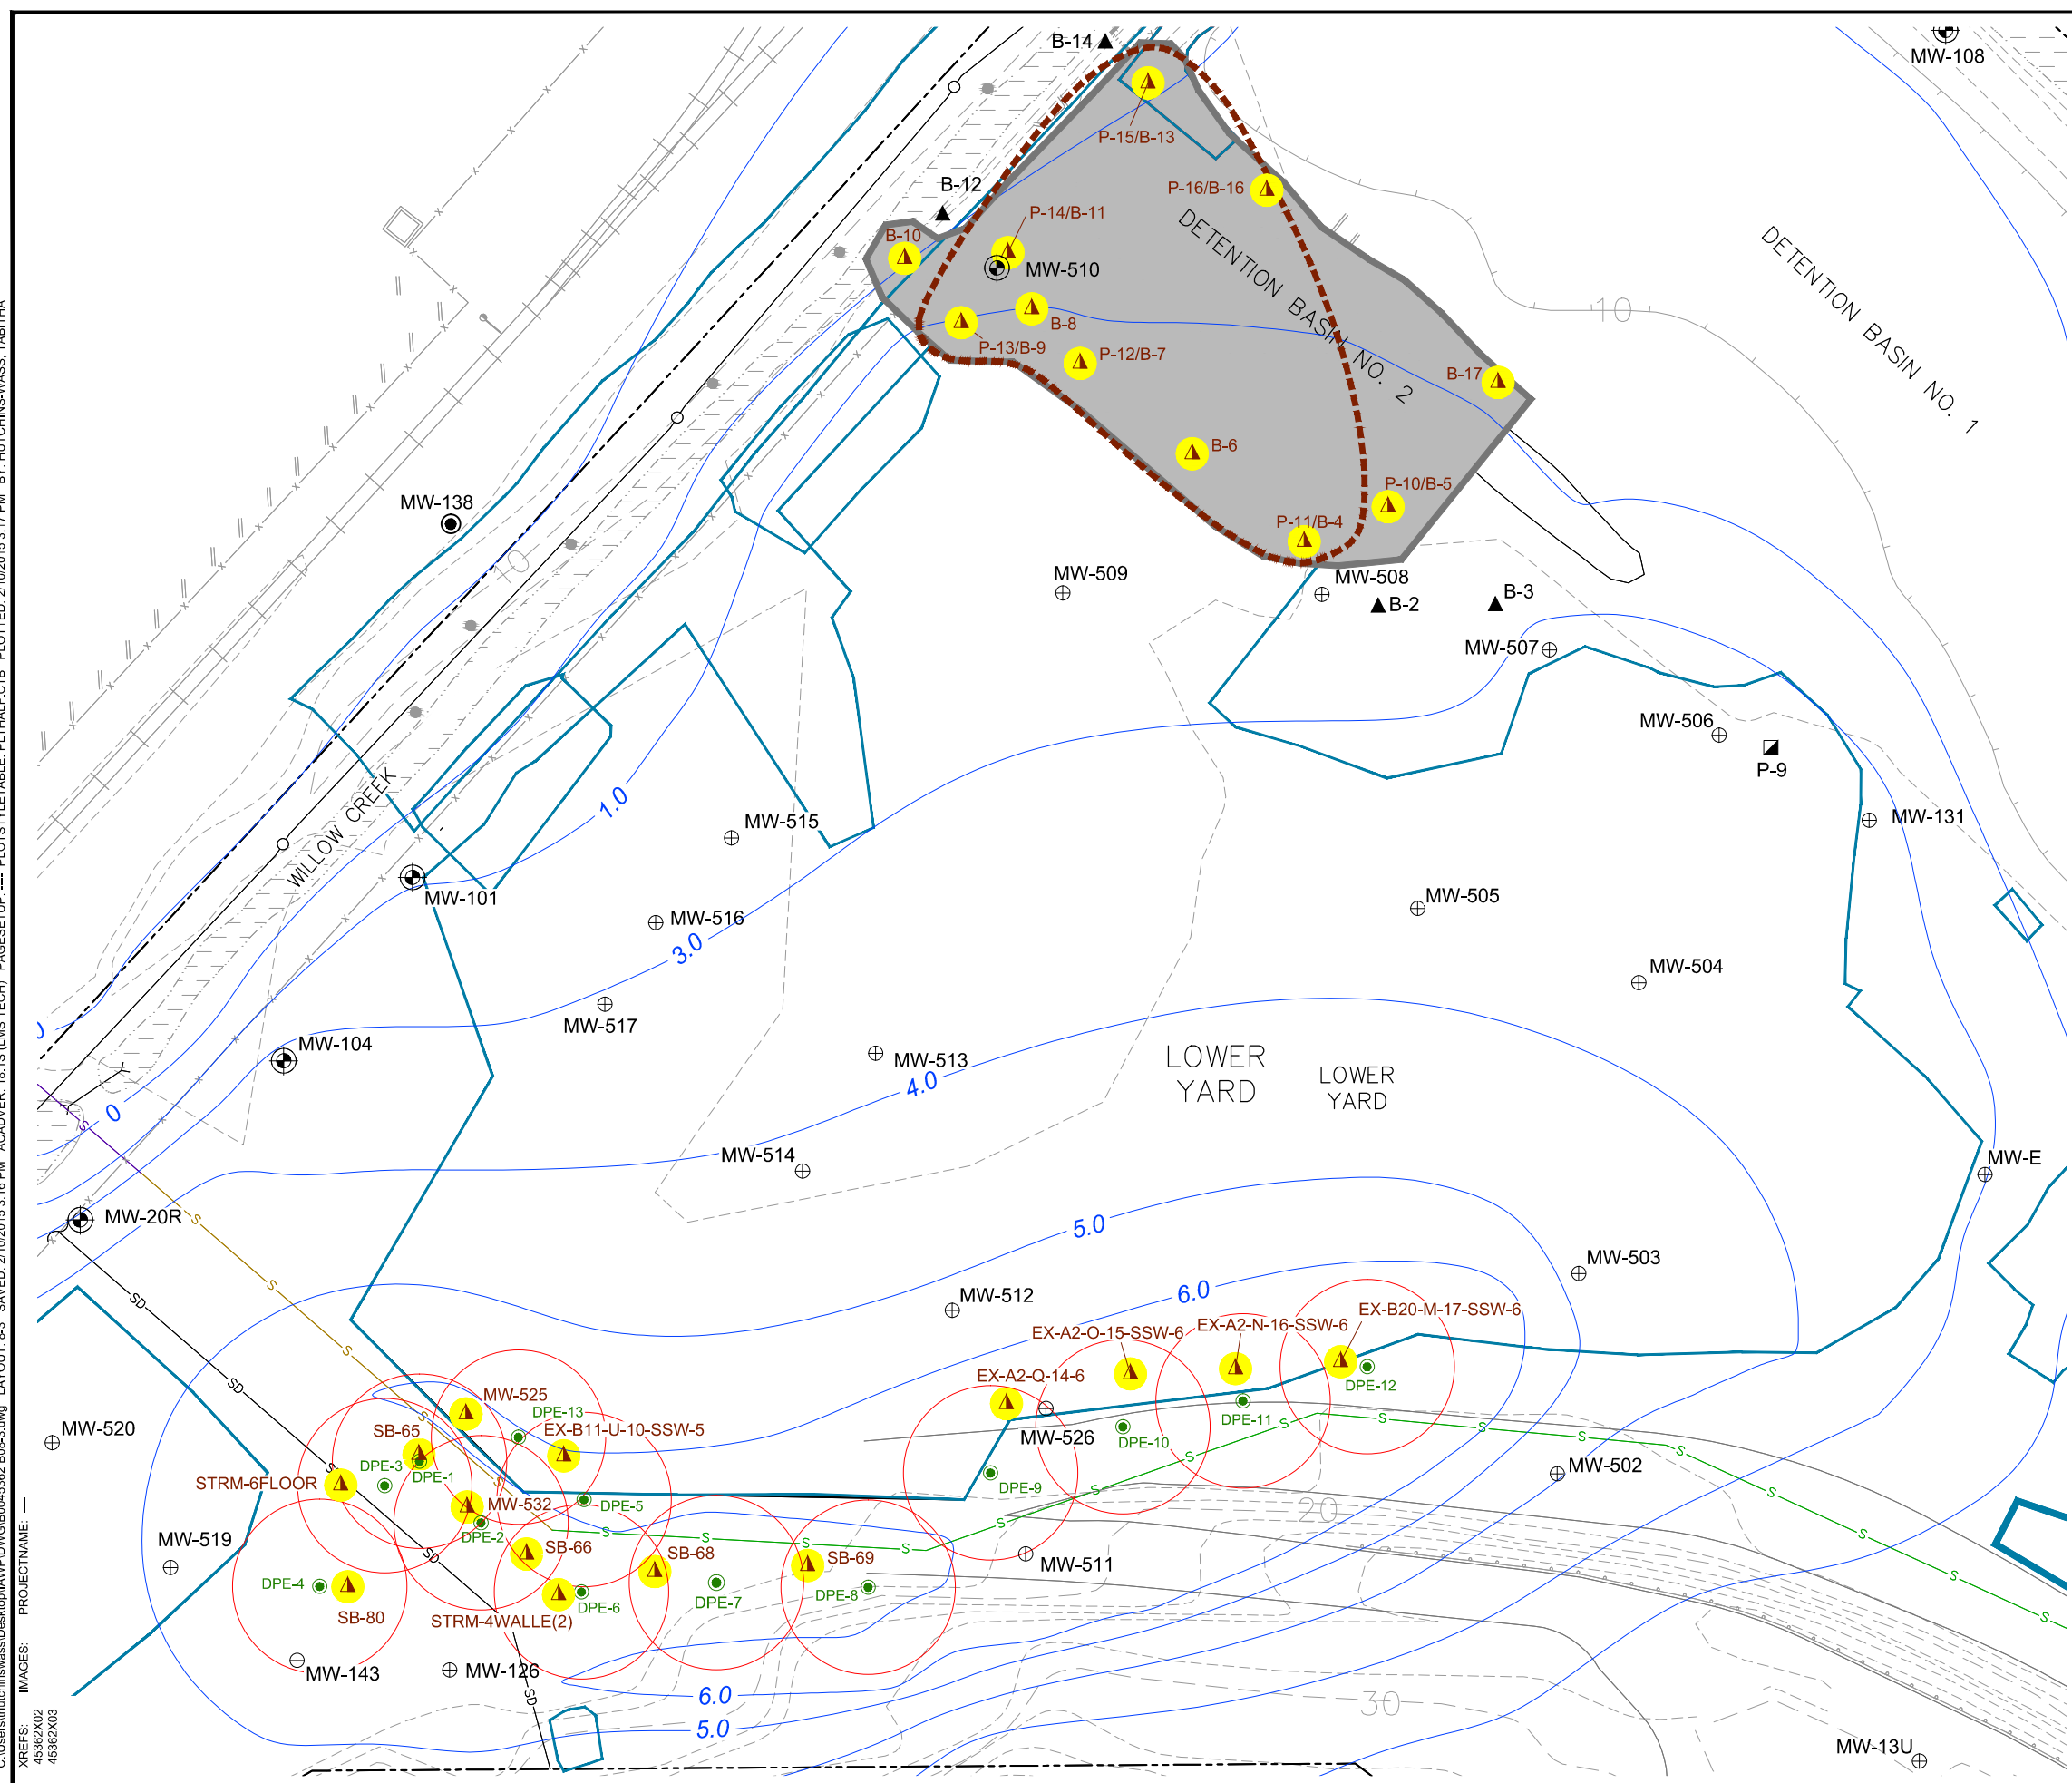 B-14
MW-108
P-15/B-13
P-16/B-16
B-12
P-14/B-11
B-10
MW-510
DETENTION BASIN NO. 2
DETENTION BASIN NO. 1
10
B-8
P-13/B-9
P-12/B-7
B-17
B-6
P-10/B-5
P-11/B-4
MW-138
10
MW-509
MW-508
B-2
B-3
MW-507
MW-506
P-9
MW-131
WILLOW CREEK
1.0
MW-515
MW-101
MW-516
3.0
MW-505
MW-504
MW-517
MW-104
MW-513
4.0
LOWER
YARD
LOWER
YARD
0
S
MW-514
MW-E
MW-20R
S
5.0
S
SD
MW-503
6.0
MW-512
EX-B20-M-17-SSW-6
EX-A2-N-16-SSW-6
EX-A2-O-15-SSW-6
S
SD
EX-A2-Q-14-6
DPE-12
MW-525
DPE-13
DPE-11
S
SB-65
EX-B11-U-10-SSW-5
MW-526
DPE-10
MW-520
DPE-3
DPE-1
DPE-9
MW-502
STRM-6FLOOR
MW-532
DPE-5
20
DPE-2
MW-519
SB-66
SB-68
SB-69
MW-511
DPE-4
SB-80
DPE-6
DPE-7
DPE-8
STRM-4WALLE(2)
MW-143
MW-126
SD
6.0
5.0
30
MW-13U
XREFS:
45362X02
45362X03
IMAGES:
PROJECTNAME: ---